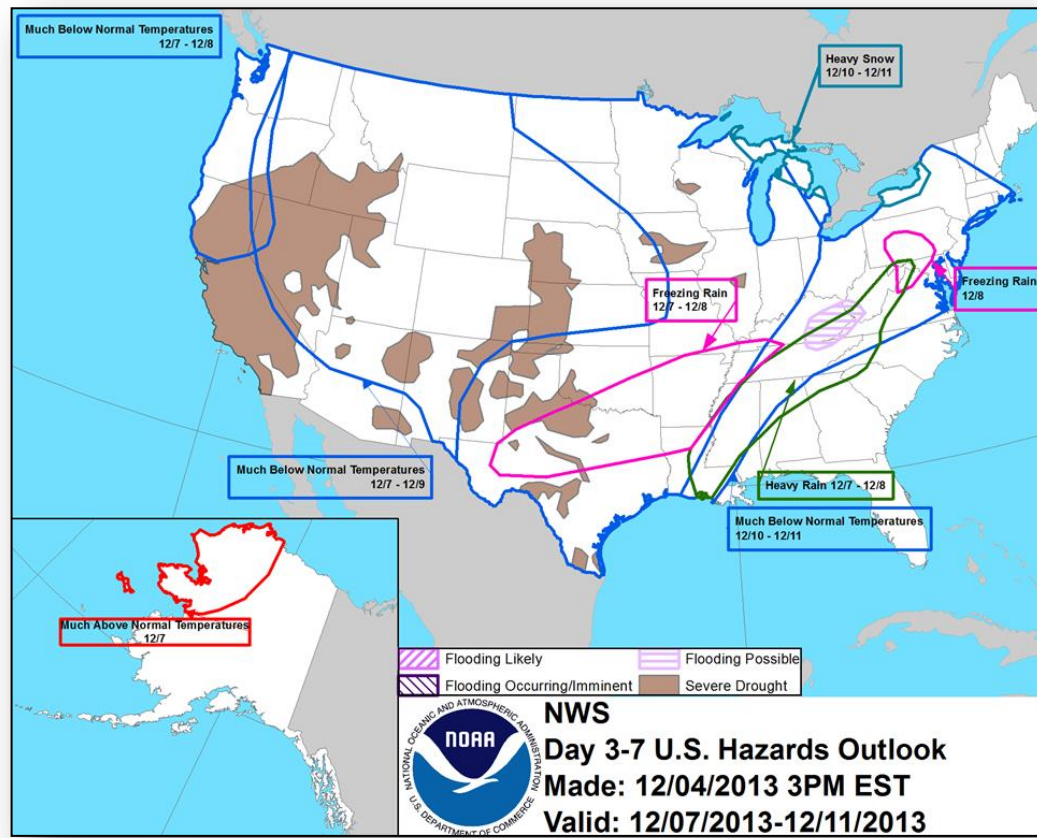 Much Below Normal Temperatures
12/7 - 12/8
Heavy Snow
12/10 - 12/11
Freezing Rain
12/7 - 12/8
Freezing Rain
12/8
Much Below Normal Temperatures
12/7 - 12/9
Heavy Rain 12/7 - 12/8
Much Below Normal Temperatures
12/10 - 12/11
Much Above Normal Temperatures
12/7
Flooding Likely
Flooding Possible
Flooding Occurring/Imminent
Severe Drought
NATIONAL OCEANIC AND ATMOSPHERIC ADMINISTRATION
NOAA
U.S. DEPARTMENT OF COMMERCE
NWS
Day 3-7 U.S. Hazards Outlook
Made: 12/04/2013 3PM EST
Valid: 12/07/2013-12/11/2013